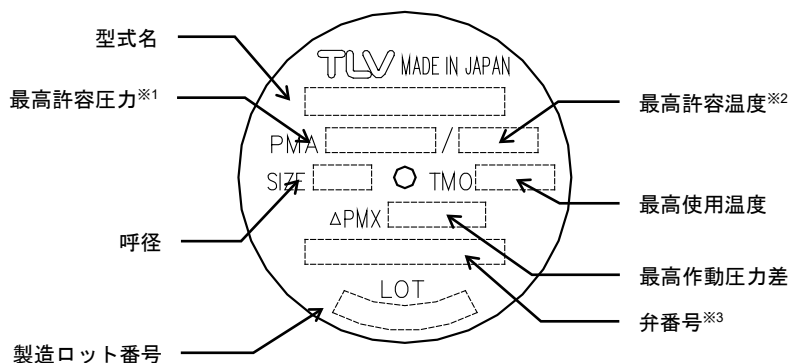 型式名
TLV MADE IN JAPAN
最高許容圧力※1
最高許容温度※2
PMA /
SIZE TMO
最高使用温度
ΔPMX
呼径
最高作動圧力差
LOT
弁番号※3
製造ロット番号